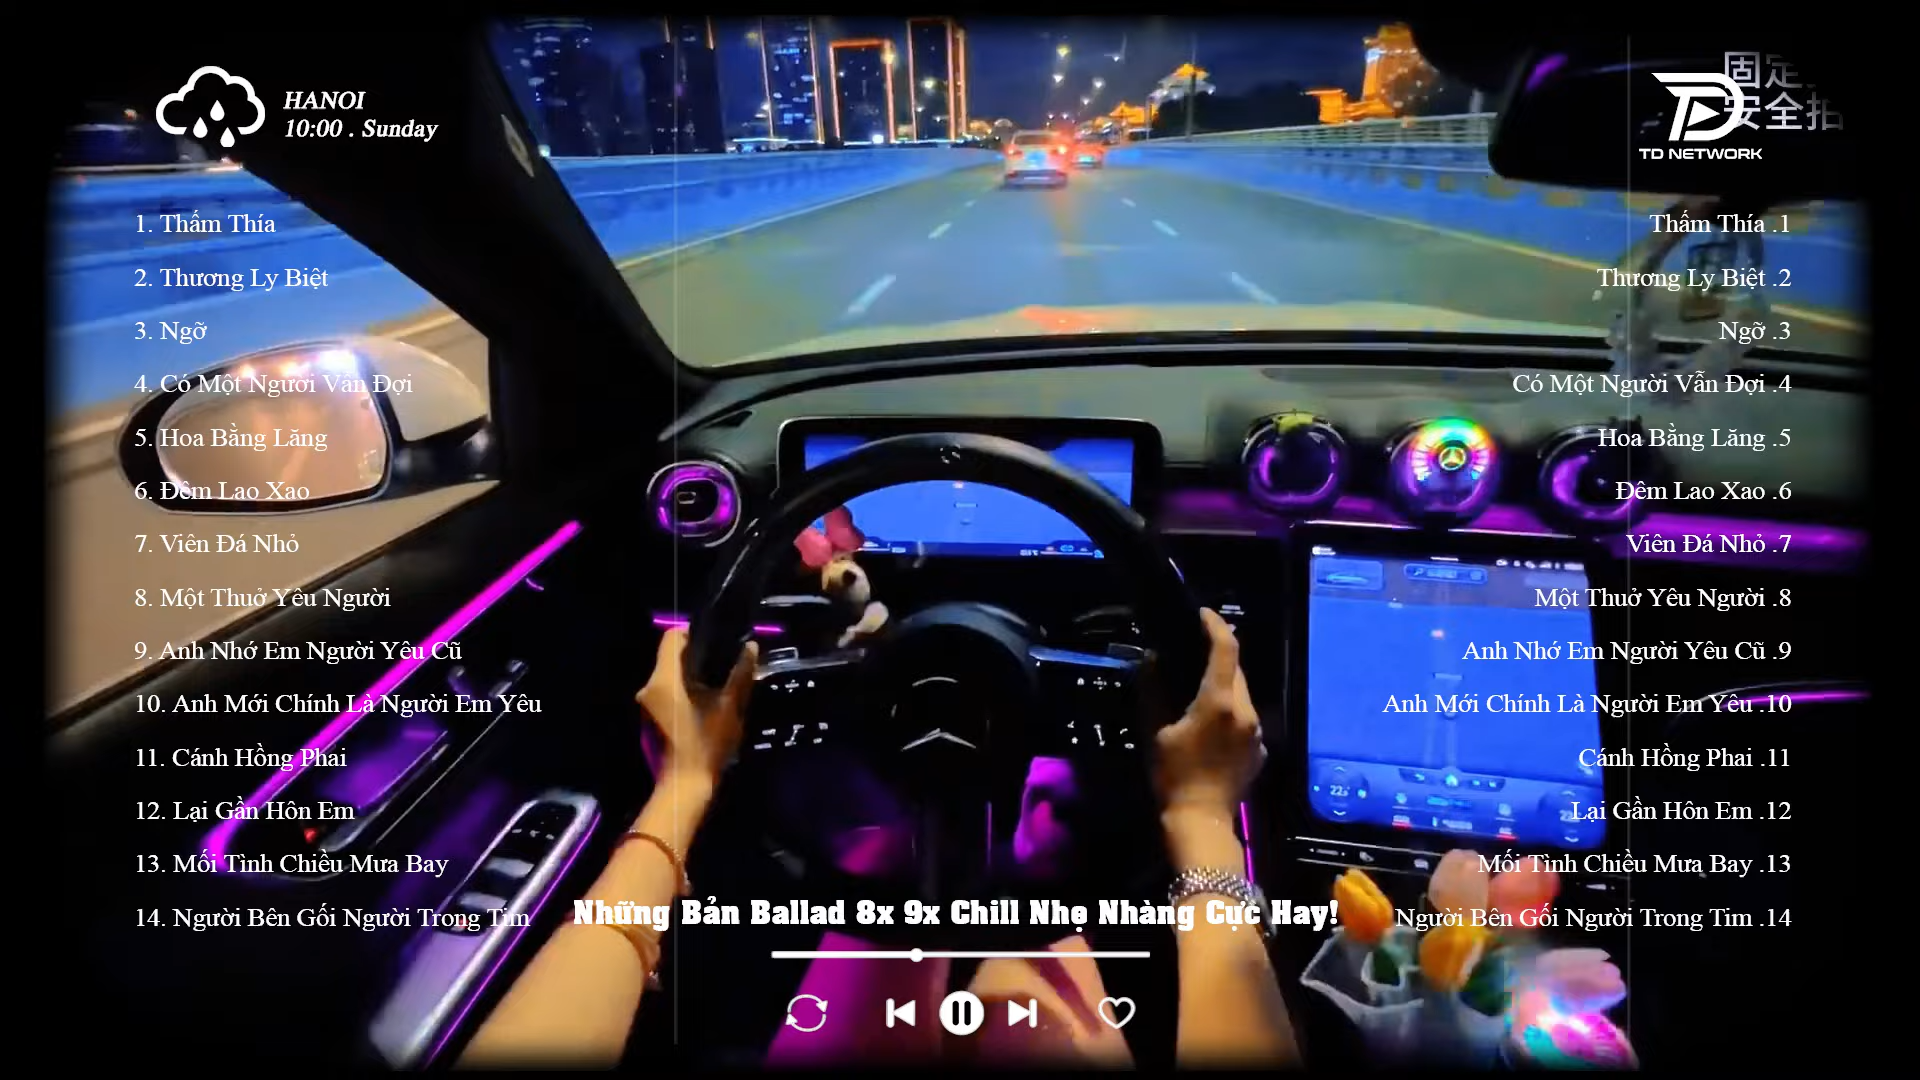 HANOI
10:00 . Sunday
固定
安全拍
TD NETWORK
1. Thấm Thía
2. Thương Ly Biệt
3. Ngỡ
4. Có Một Người Vẫn Đợi
5. Hoa Bằng Lăng
6. Đêm Lao Xao
7. Viên Đá Nhỏ
8. Một Thuở Yêu Người
9. Anh Nhớ Em Người Yêu Cũ
10. Anh Mới Chính Là Người Em Yêu
11. Cánh Hồng Phai
12. Lại Gần Hôn Em
13. Mối Tình Chiều Mưa Bay
14. Người Bên Gối Người Trong Tim
Thấm Thía .1
Thương Ly Biệt .2
Ngỡ .3
Có Một Người Vẫn Đợi .4
Hoa Bằng Lăng .5
Đêm Lao Xao .6
Viên Đá Nhỏ .7
Một Thuở Yêu Người .8
Anh Nhớ Em Người Yêu Cũ .9
Anh Mới Chính Là Người Em Yêu .10
Cánh Hồng Phai .11
Lại Gần Hôn Em .12
Mối Tình Chiều Mưa Bay .13
Người Bên Gối Người Trong Tim .14
Những Bản Ballad 8x 9x Chill Nhẹ Nhàng Cực Hay!